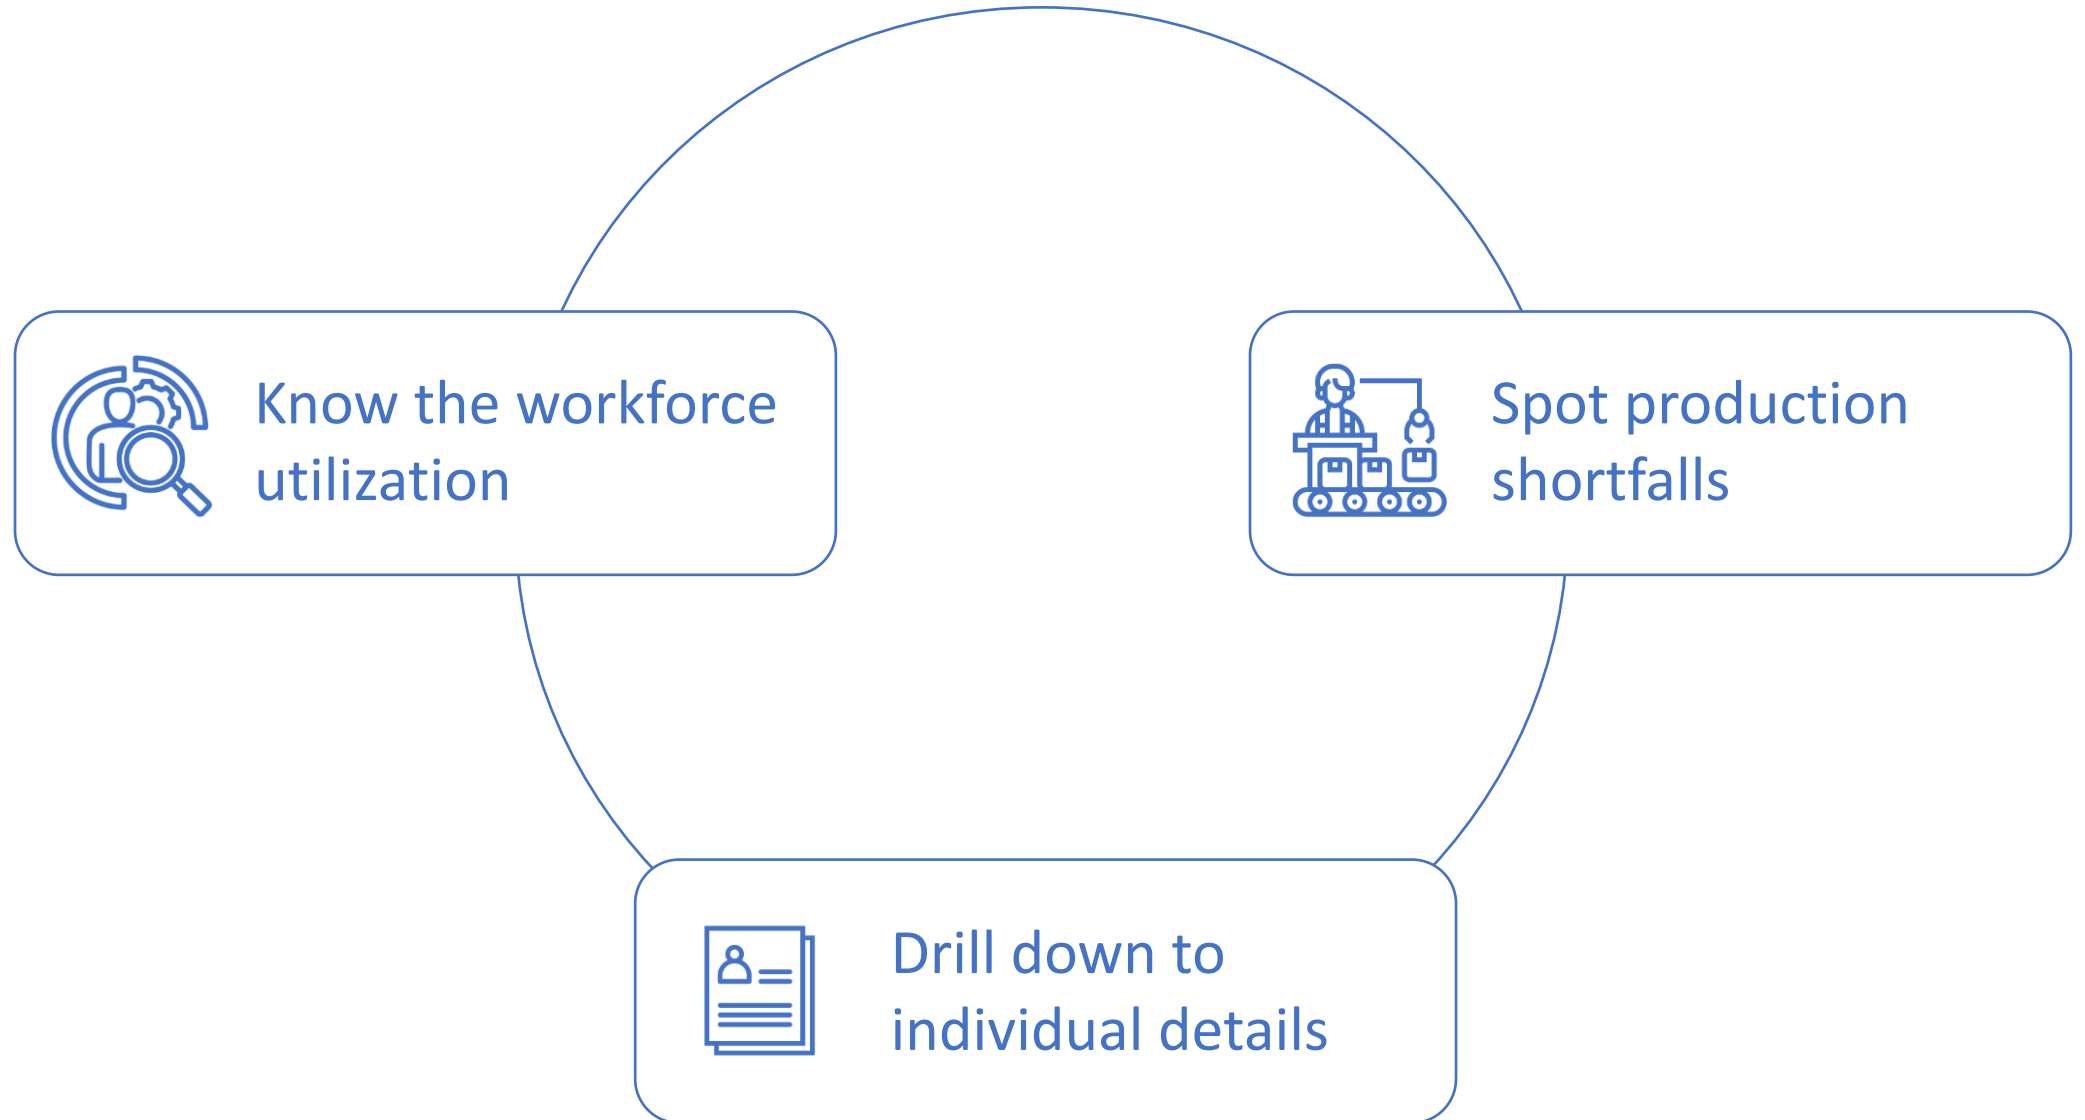 Know the workforce
utilization
Spot production
shortfalls
Drill down to
individual details